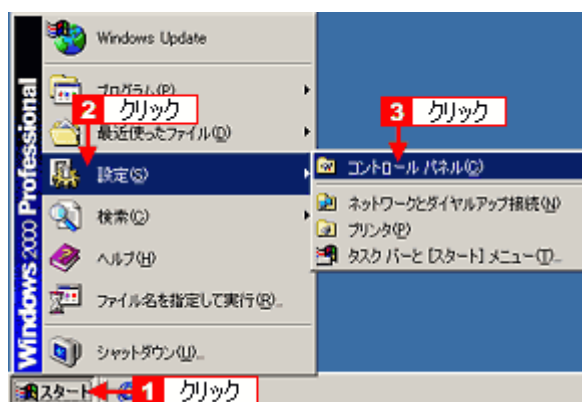 Windows 2000 Professional
Windows Update
プログラム(P)
2 クリック
最近使ったファイル(D)
設定(S)
検索(C)
ヘルプ(H)
ファイル名を指定して実行(R)...
シャットダウン(U)...
3 クリック
コントロール パネル(C)
ネットワークとダイヤルアップ接続(N)
プリンタ(P)
タスク バーと [スタート] メニュー(T)...
スタート
1 クリック